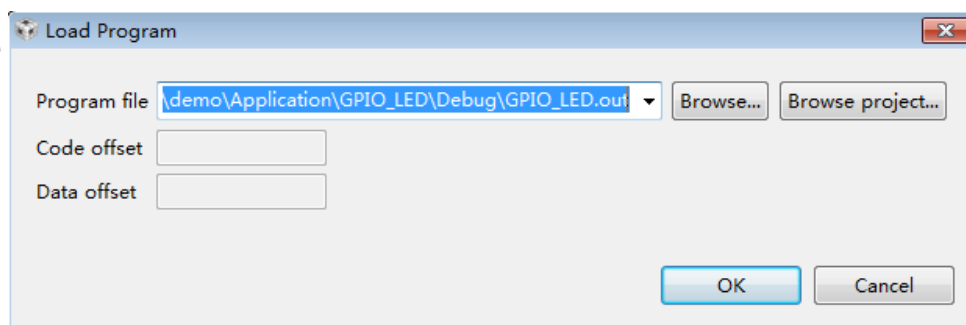 Load Program
Program file \demo\Application\GPIO_LED\Debug\GPIO_LED.out Browse... Browse project...
Code offset
Data offset
OK Cancel